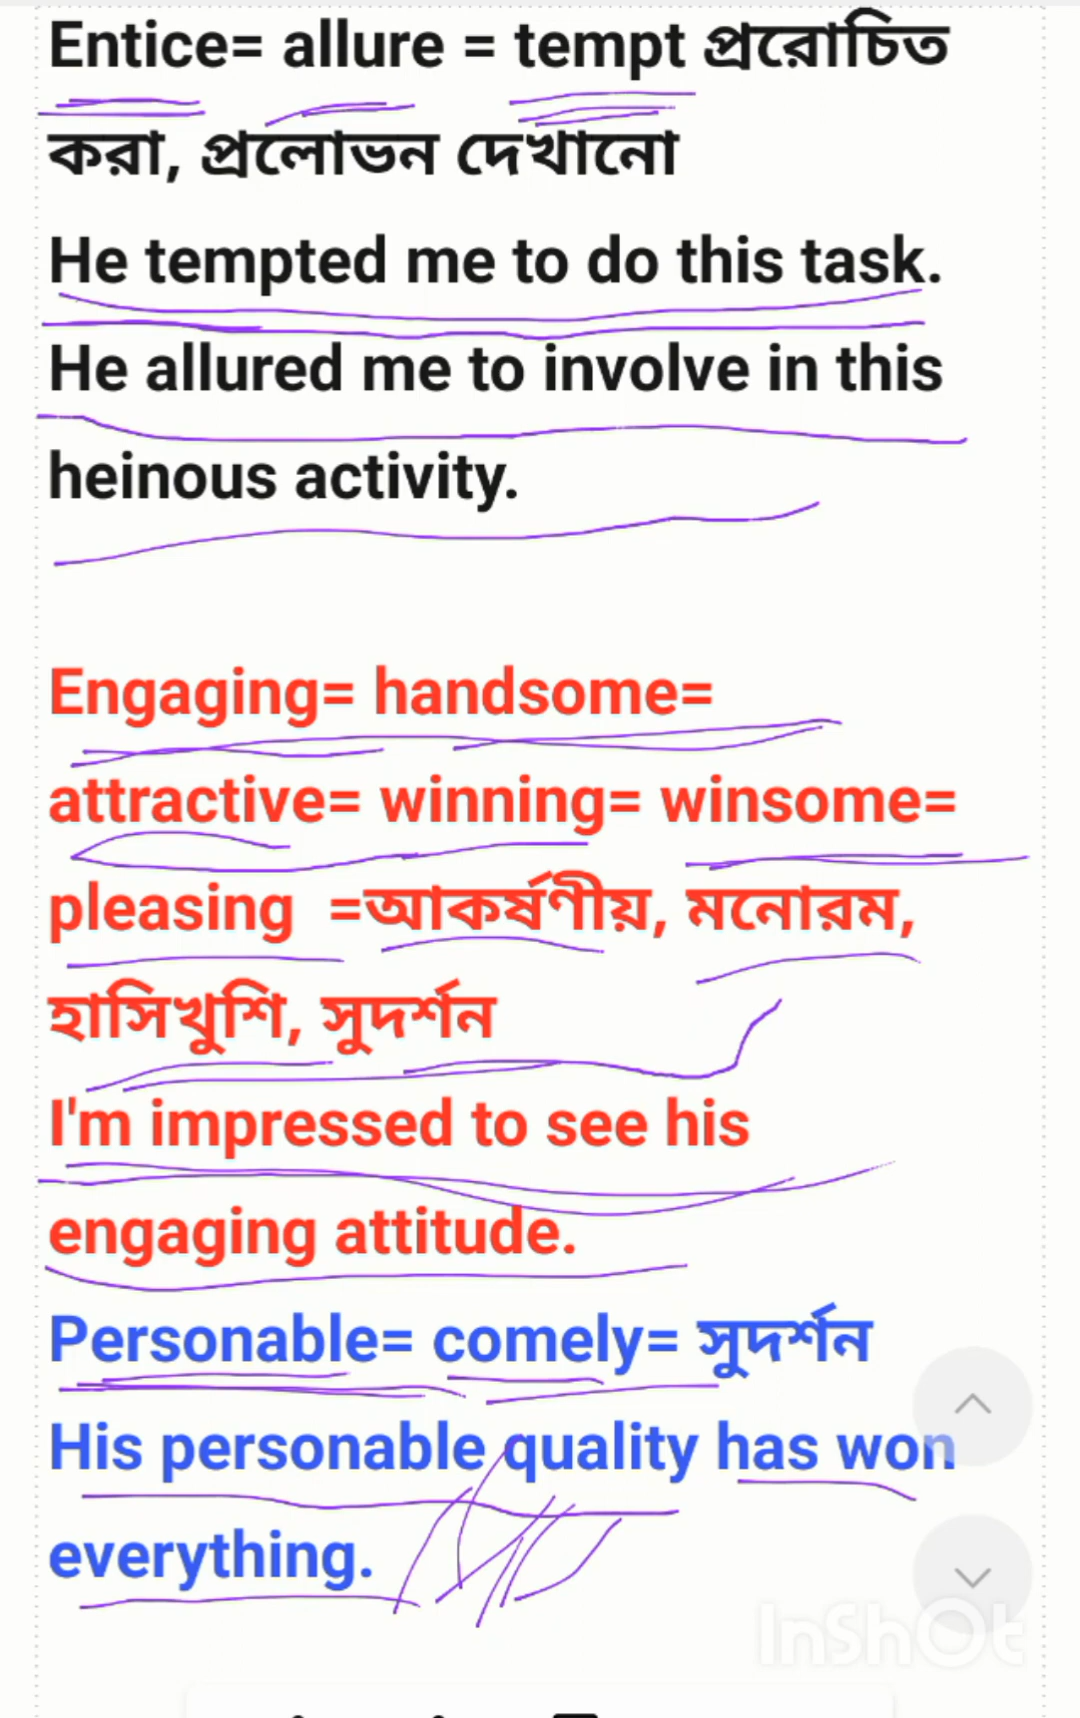 Entice= allure = tempt প্ররোচিত
করা, প্রলোভন দেখানো
He tempted me to do this task.
He allured me to involve in this
heinous activity.
Engaging= handsome=
attractive= winning= winsome=
pleasing =আকর্ষণীয়, মনোরম,
হাসিখুশি, সুদর্শন
I'm impressed to see his
engaging attitude.
Personable= comely= সুদর্শন
His personable quality has won
everything.
InShOt